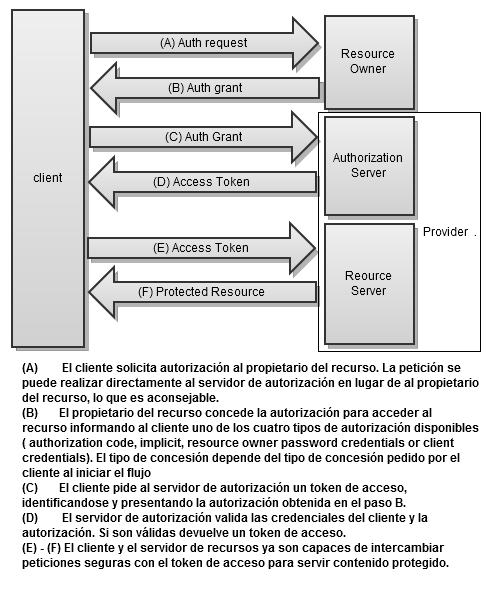 (A) Auth request
Resource
Owner
(B) Auth grant
(C) Auth Grant
Authorization
Server
client
(D) Access Token
Provider .
(E) Access Token
Reource
Server
(F) Protected Resource
(A) El cliente solicita autorización al propietario del recurso. La petición se
puede realizar directamente al servidor de autorización en lugar de al propietario
del recurso, lo que es aconsejable.
(B) El propietario del recurso concede la autorización para acceder al
recurso informando al cliente uno de los cuatro tipos de autorización disponibles
( authorization code, implicit, resource owner password credentials or client
credentials). El tipo de concesión depende del tipo de concesión pedido por el
cliente al iniciar el flujo
(C) El cliente pide al servidor de autorización un token de acceso,
identificandose y presentando la autorización obtenida en el paso B.
(D) El servidor de autorización valida las credenciales del cliente y la
autorización. Si son válidas devuelve un token de acceso.
(E) - (F) El cliente y el servidor de recursos ya son capaces de intercambiar
peticiones seguras con el token de acceso para servir contenido protegido.